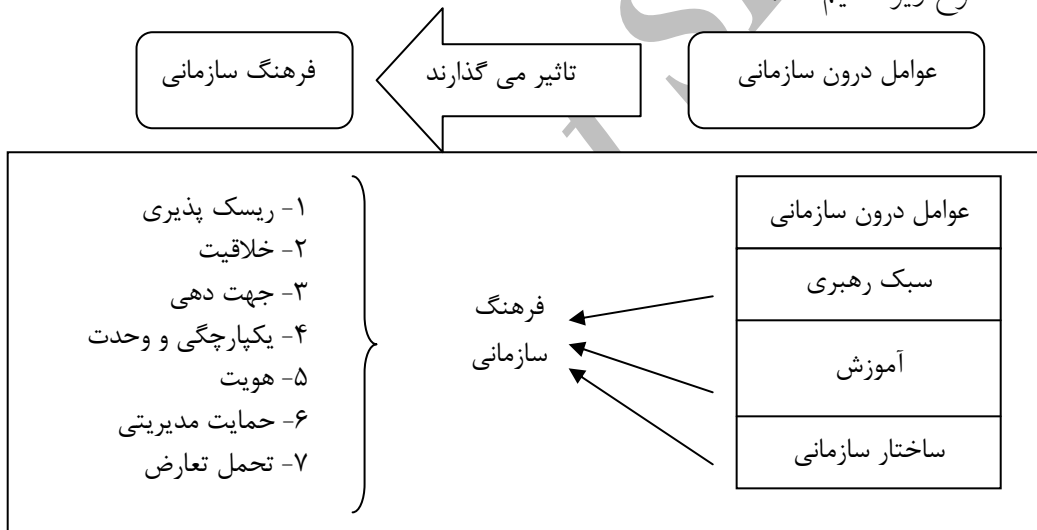 عوامل درون سازمانی
تاثیر می گذارند
فرهنگ سازمانی
عوامل درون سازمانی
سبک رهبری
آموزش
ساختار سازمانی
فرهنگ
سازمانی
۱- ریسک پذیری
۲- خلاقیت
۳- جهت دهی
۴- یکپارچگی و وحدت
۵- هویت
۶- حمایت مدیریتی
۷- تحمل تعارض